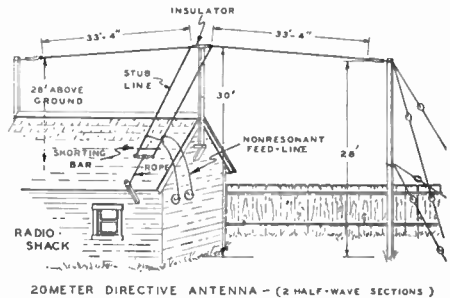 INSULATOR
33'-4"
33'-4"
STUB
LINE
28' ABOVE
GROUND
30'
SHORTING
BAR
ROPE
NONRESONANT
FEED-LINE
28'
RADIO
SHACK
20METER DIRECTIVE ANTENNA - (2 HALF-WAVE SECTIONS)